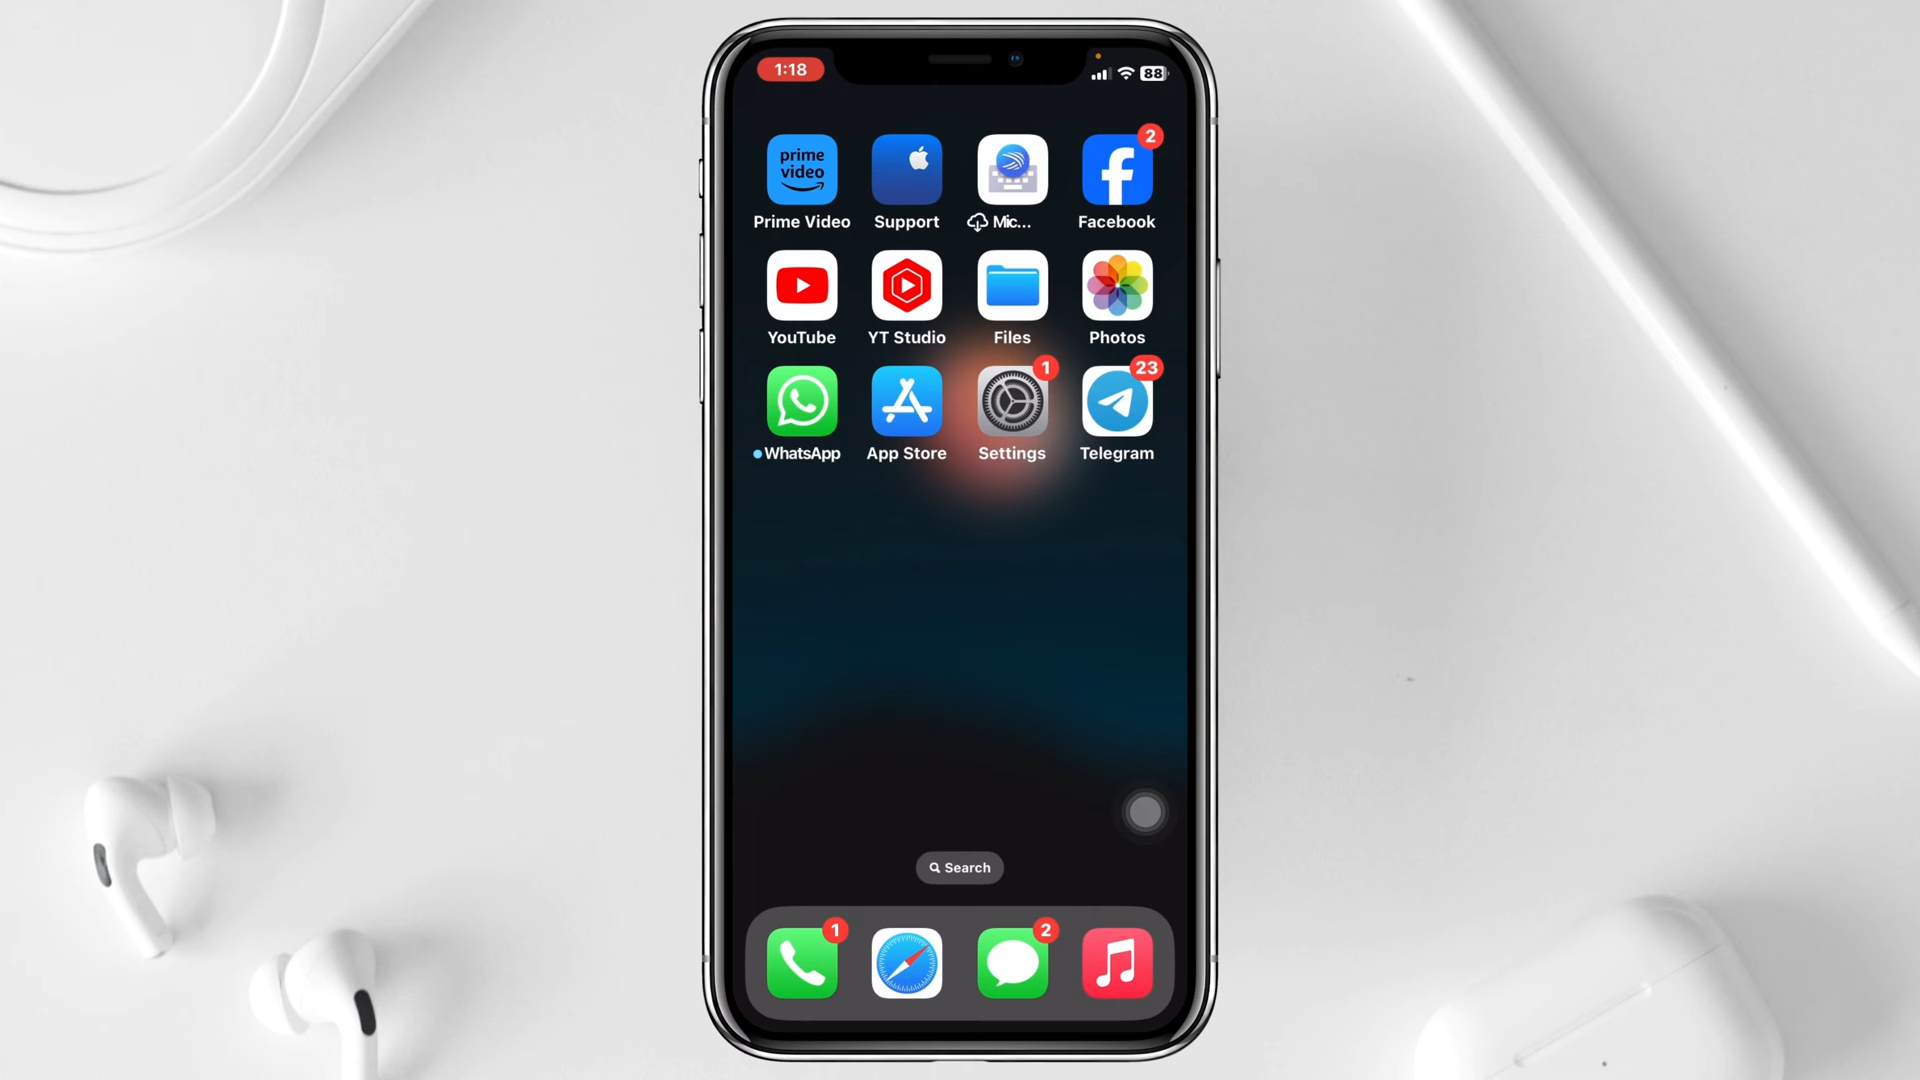 1:18
88
prime
video
2
Prime Video
Support
Mic...
Facebook
YouTube
YT Studio
Files
Photos
1
23
WhatsApp
App Store
Settings
Telegram
Search
1
2